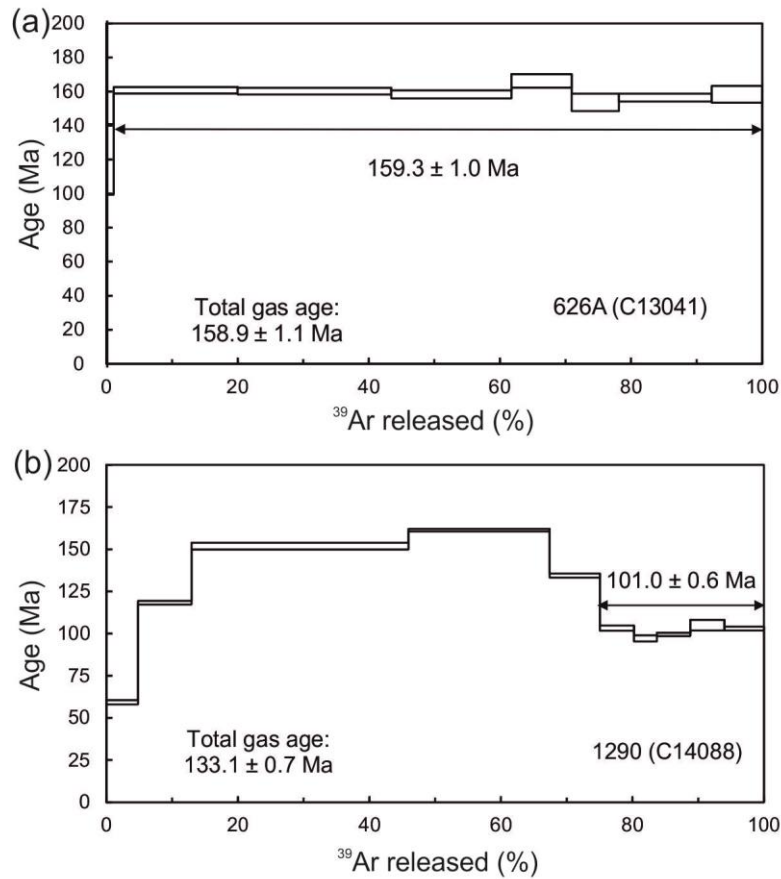 (a)
200
180
160
140
120
100
80
60
40
20
0
Age (Ma)
159.3 ± 1.0 Ma
Total gas age:
158.9 ± 1.1 Ma
626A (C13041)
0 20 40 60 80 100
³⁹Ar released (%)
(b)
200
175
150
125
100
75
50
25
0
Age (Ma)
101.0 ± 0.6 Ma
Total gas age:
133.1 ± 0.7 Ma
1290 (C14088)
0 20 40 60 80 100
³⁹Ar released (%)